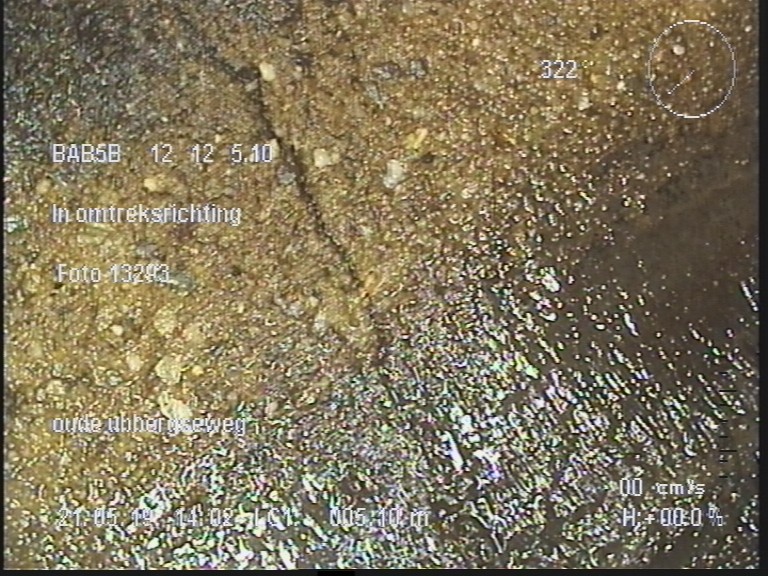 322
BAB5B 12 12 5.10
In omtreksrichting
Foto 13293
oude ubbergseweg
21 05 19 14 02 LC1 005.10 m
00 cm/s
H: +00.0 %